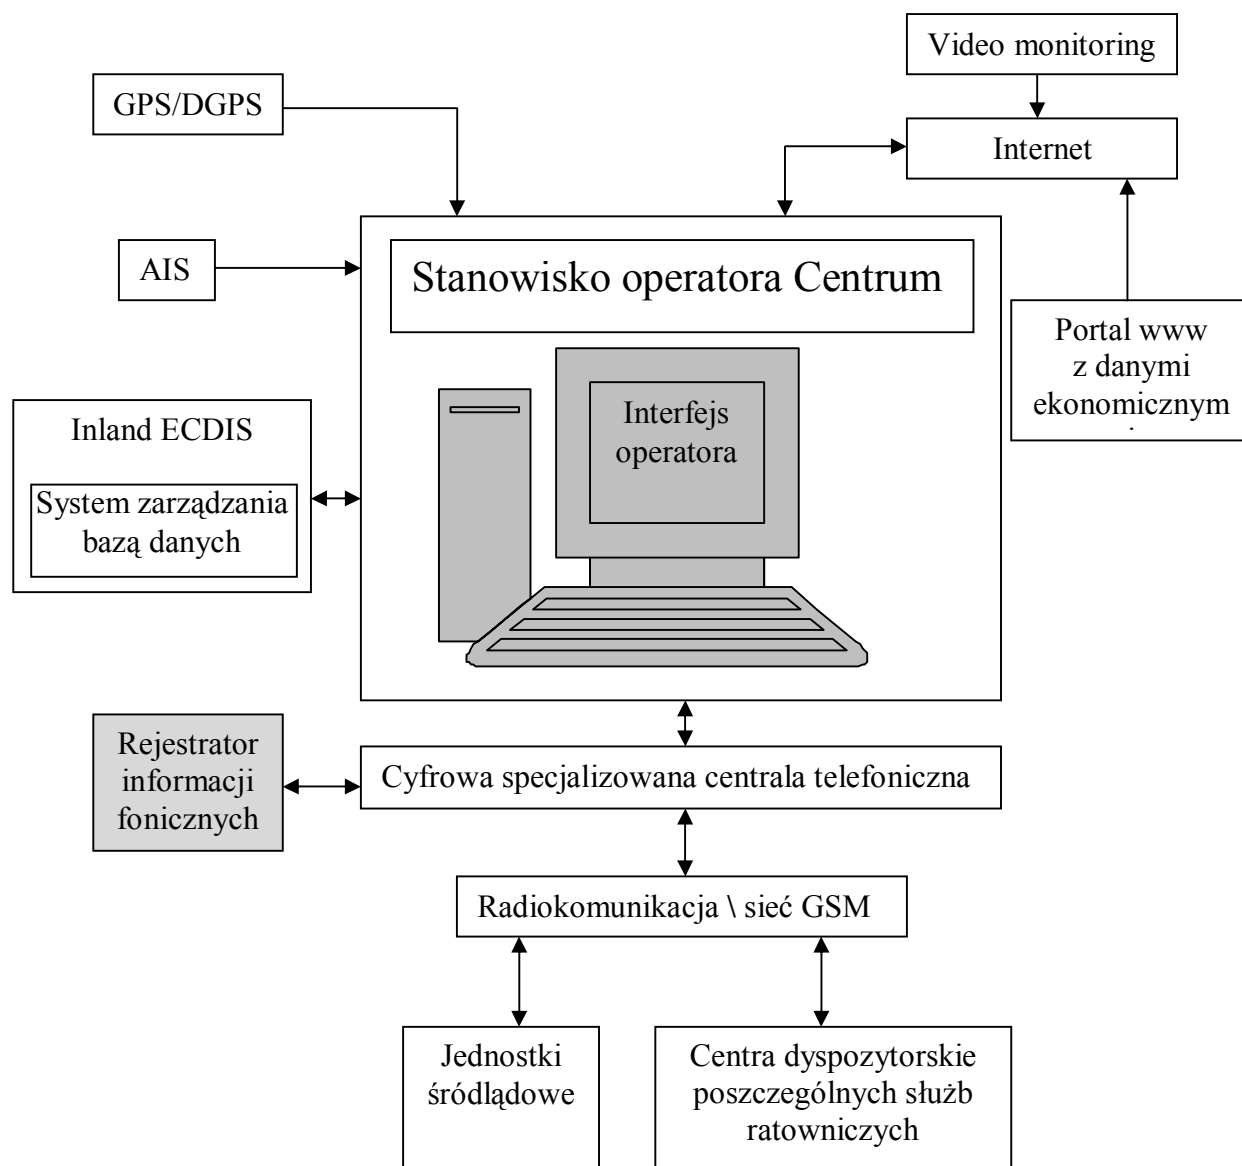 Video monitoring
GPS/DGPS
Internet
AIS
Stanowisko operatora Centrum
Portal www
z danymi
ekonomicznym
Interfejs
operatora
Inland ECDIS
System zarządzania
bazą danych
Rejestrator
informacji
fonicznych
Cyfrowa specjalizowana centrala telefoniczna
Radiokomunikacja \ sieć GSM
Jednostki
śródlądowe
Centra dyspozytorskie
poszczególnych służb
ratowniczych